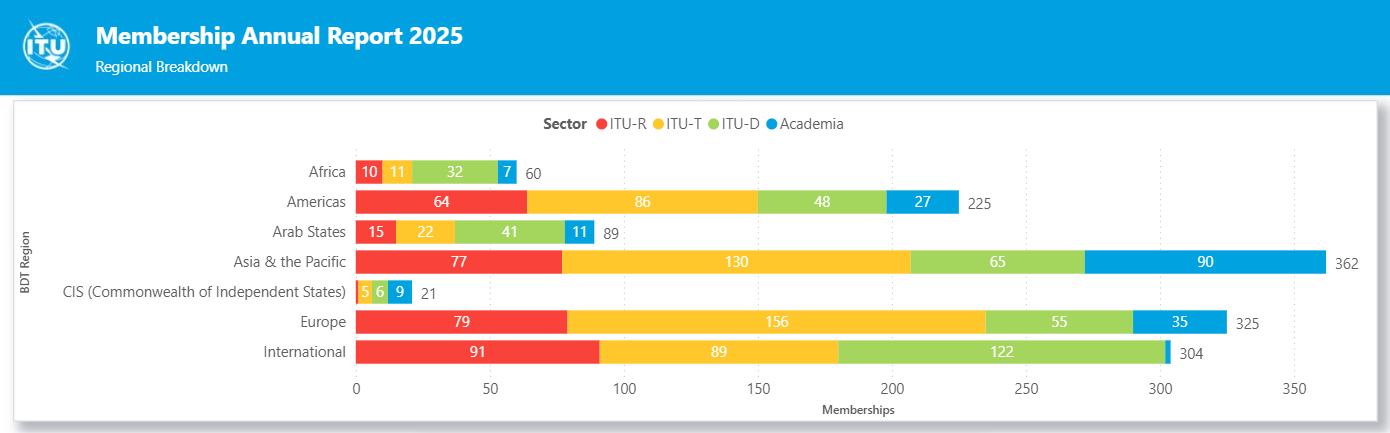 ITU
Membership Annual Report 2025
Regional Breakdown
Sector ITU-R ITU-T ITU-D Academia
BDT Region
Africa 10 11 32 7 60
Americas 64 86 48 27 225
Arab States 15 22 41 11 89
Asia & the Pacific 77 130 65 90 362
CIS (Commonwealth of Independent States) 5 6 9 21
Europe 79 156 55 35 325
International 91 89 122 304
0 50 100 150 200 250 300 350
Memberships